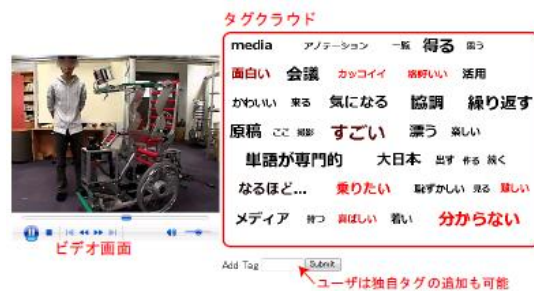 タグクラウド
media アノテーション 一覧 得る 言う
面白い 会議 カッコイイ 格好いい 活用
かわいい 来る 気になる 協調 繰り返す
原稿 ここ 撮影 すごい 漂う 楽しい
単語が専門的 大日本 出す 作る 続く
なるほど... 乗りたい 恥ずかしい 見る 難しい
メディア 持つ 喜ばしい 若い 分からない
ビデオ画面
Add Tag Submit
ユーザは独自タグの追加も可能